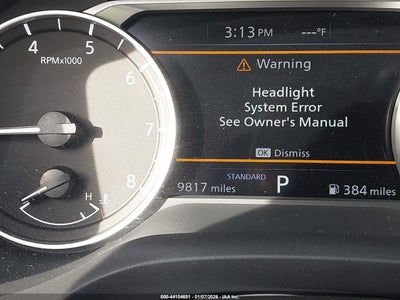 3:13 PM ---°F
4 5
RPMx1000
6
7
8
H
Warning
Headlight
System Error
See Owner's Manual
OK Dismiss
STANDARD
9817 miles P 384 miles
000-44104691 - 01/07/2026 - IAA Inc.